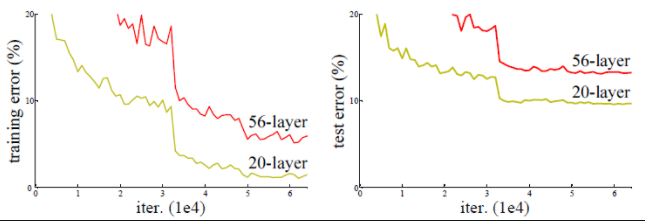 20
10
0
training error (%)
56-layer
20-layer
0 1 2 3 4 5 6
iter. (1e4)
20
10
0
test error (%)
56-layer
20-layer
0 1 2 3 4 5 6
iter. (1e4)